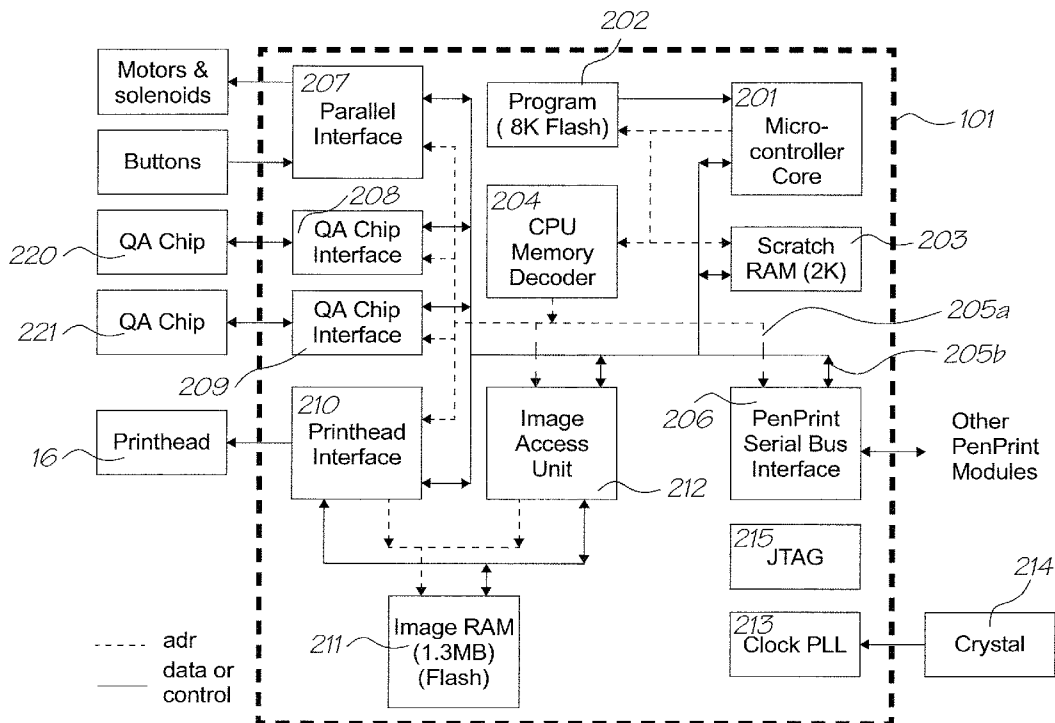 202
Motors &
solenoids
207
Parallel
Interface
Program
( 8K Flash)
201
Micro-
controller
Core
101
Buttons
208
204
CPU
Memory
Decoder
QA Chip
220
QA Chip
Interface
Scratch
RAM (2K)
203
QA Chip
221
QA Chip
Interface
209
205a
205b
210
Printhead
Interface
Image
Access
Unit
212
206
PenPrint
Serial Bus
Interface
Other
PenPrint
Modules
Printhead
16
215
JTAG
214
213
Clock PLL
Crystal
211
Image RAM
(1.3MB)
(Flash)
adr
data or
control